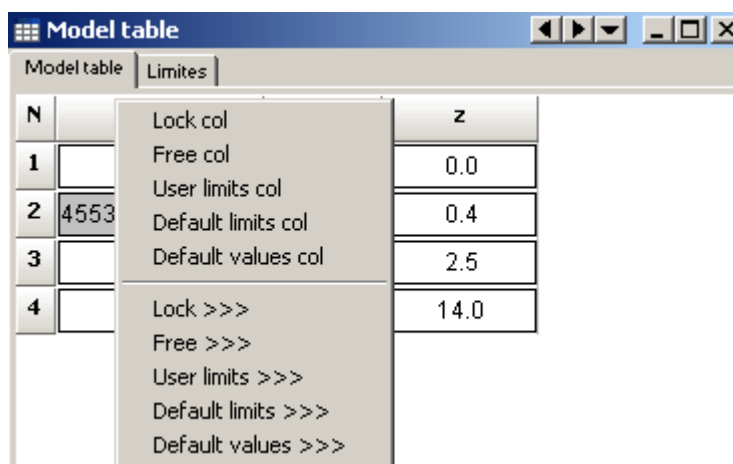 Model table
Model table Limites
N z
1 0.0
2 4553 0.4
3 2.5
4 14.0
Lock col
Free col
User limits col
Default limits col
Default values col
Lock >>>
Free >>>
User limits >>>
Default limits >>>
Default values >>>